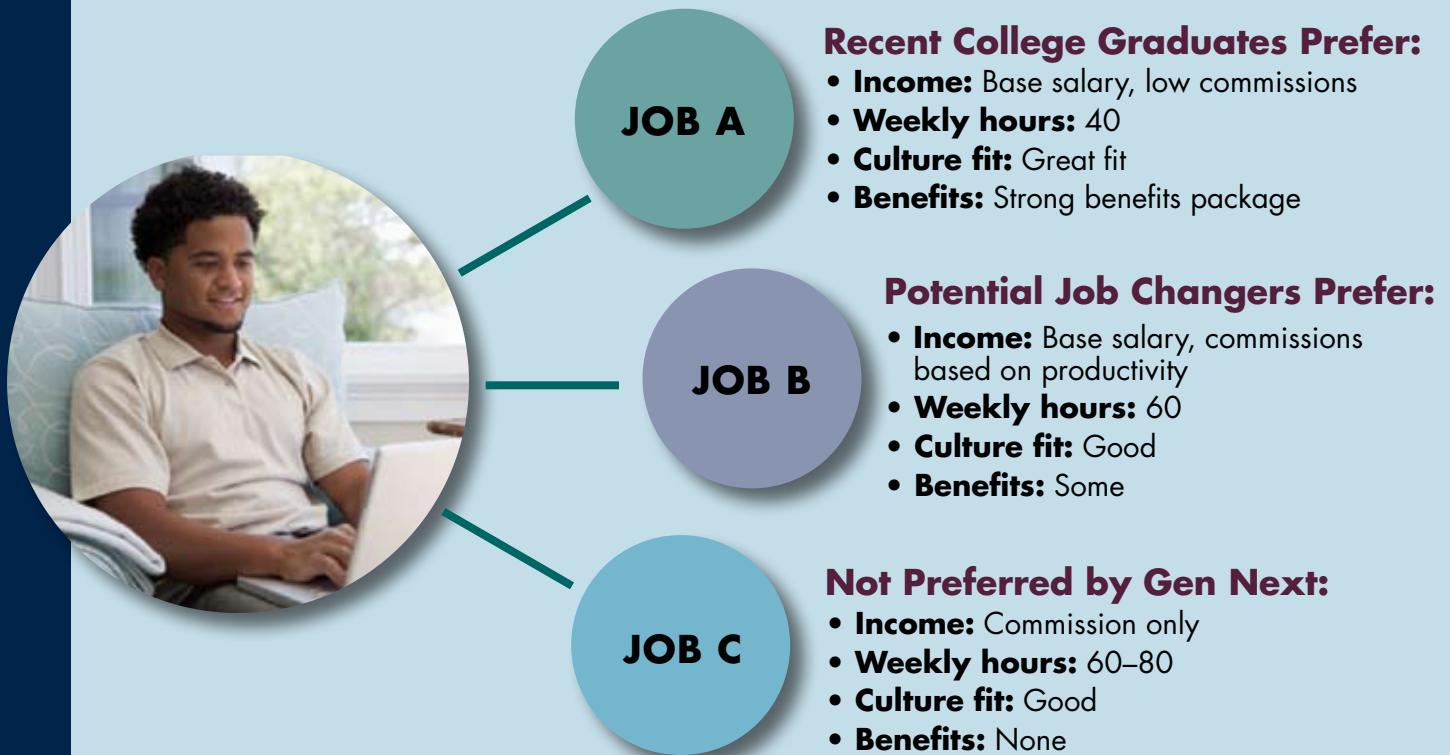 JOB A
Recent College Graduates Prefer:
• Income: Base salary, low commissions
• Weekly hours: 40
• Culture fit: Great fit
• Benefits: Strong benefits package
JOB B
Potential Job Changers Prefer:
• Income: Base salary, commissions
based on productivity
• Weekly hours: 60
• Culture fit: Good
• Benefits: Some
JOB C
Not Preferred by Gen Next:
• Income: Commission only
• Weekly hours: 60–80
• Culture fit: Good
• Benefits: None